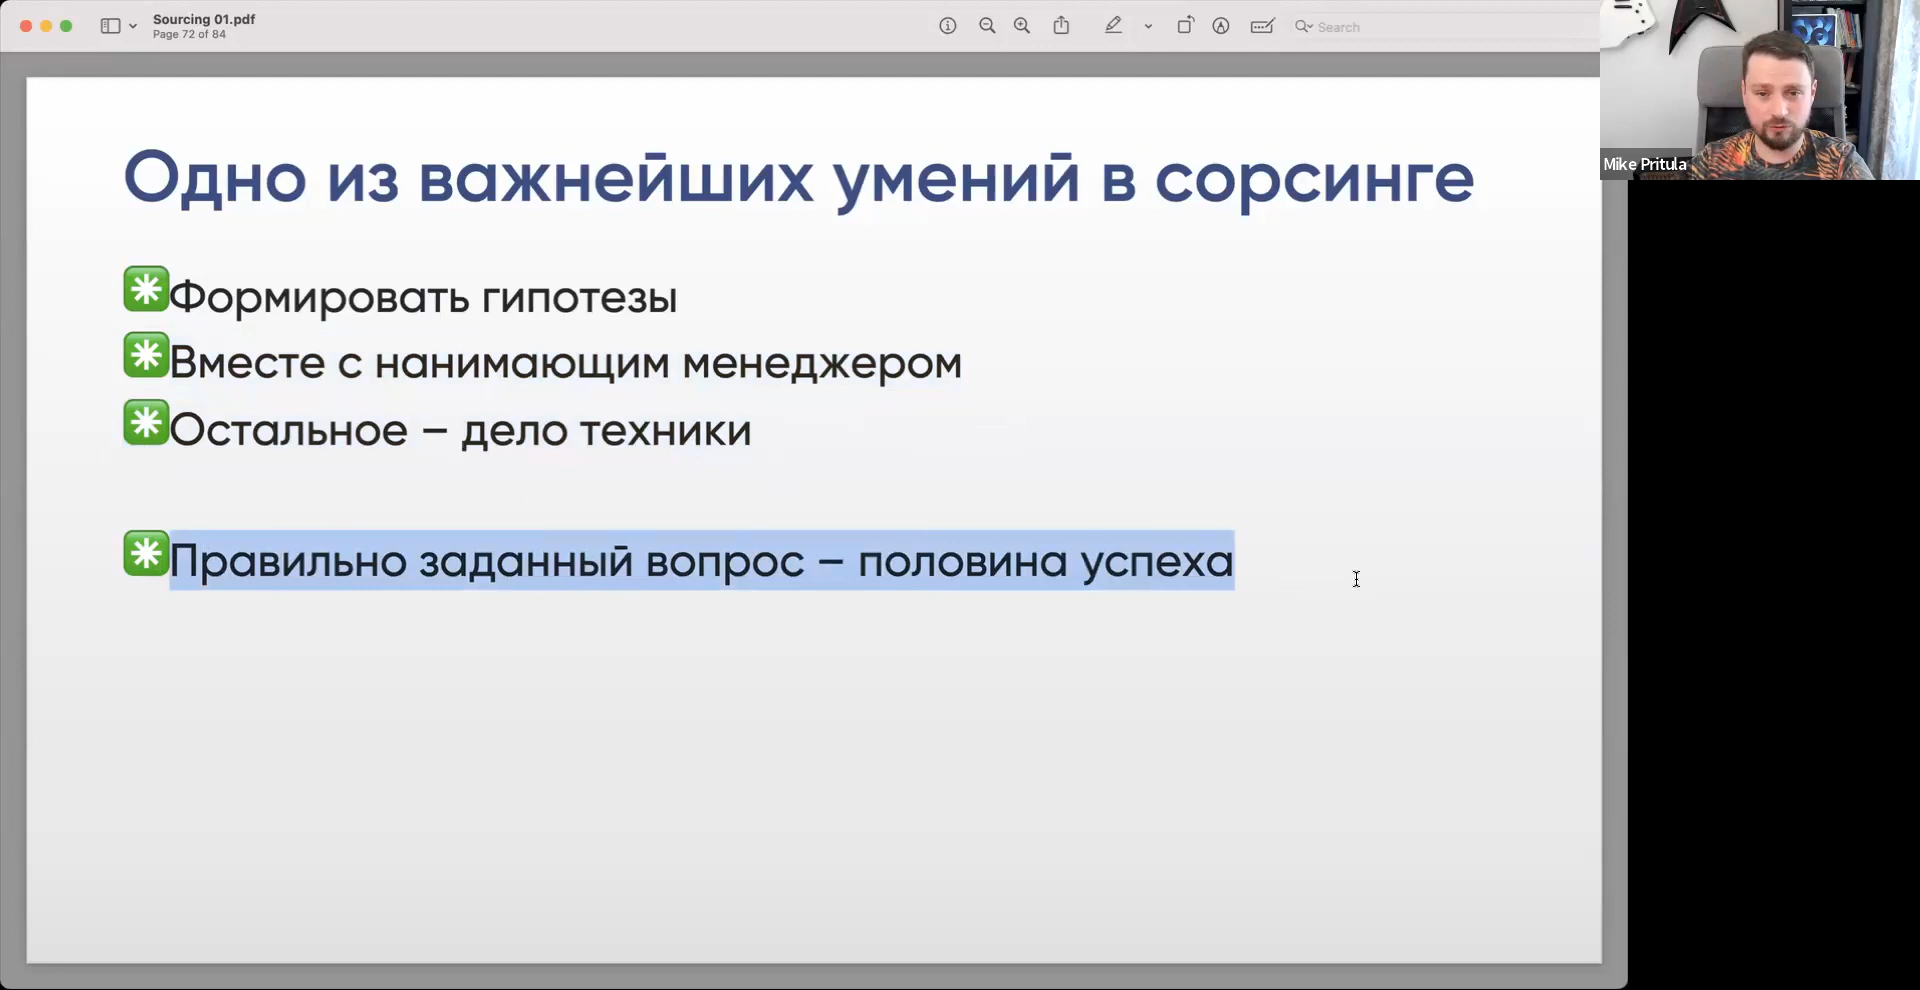 Sourcing 01.pdf
Page 72 of 84
Search
Mike Pritula
Одно из важнейших умений в сорсинге
Формировать гипотезы
Вместе с нанимающим менеджером
Остальное – дело техники
Правильно заданный вопрос – половина успеха